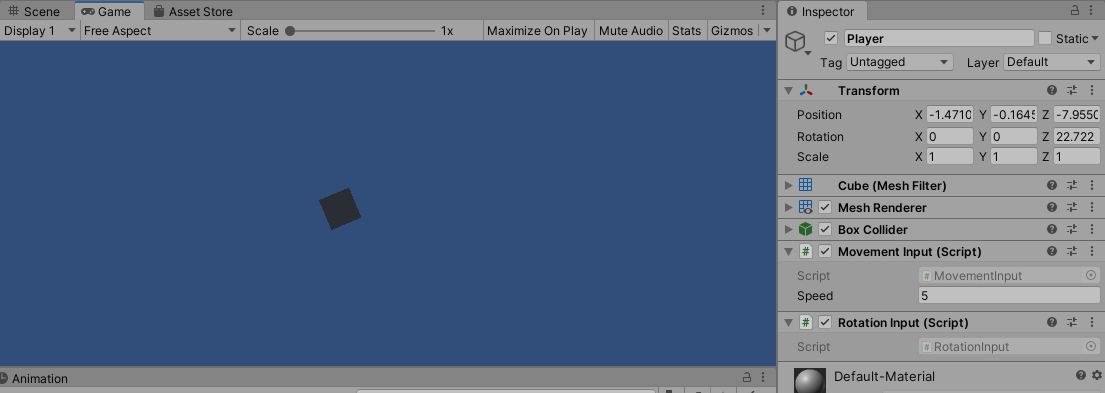 Scene Game Asset Store
Display 1 Free Aspect Scale 1x Maximize On Play Mute Audio Stats Gizmos
Animation
Inspector
Player Static
Tag Untagged Layer Default
Transform
Position X -1.4710 Y -0.1645 Z -7.9550
Rotation X 0 Y 0 Z 22.722
Scale X 1 Y 1 Z 1
Cube (Mesh Filter)
Mesh Renderer
Box Collider
# Movement Input (Script)
Script # MovementInput
Speed 5
# Rotation Input (Script)
Script # RotationInput
Default-Material